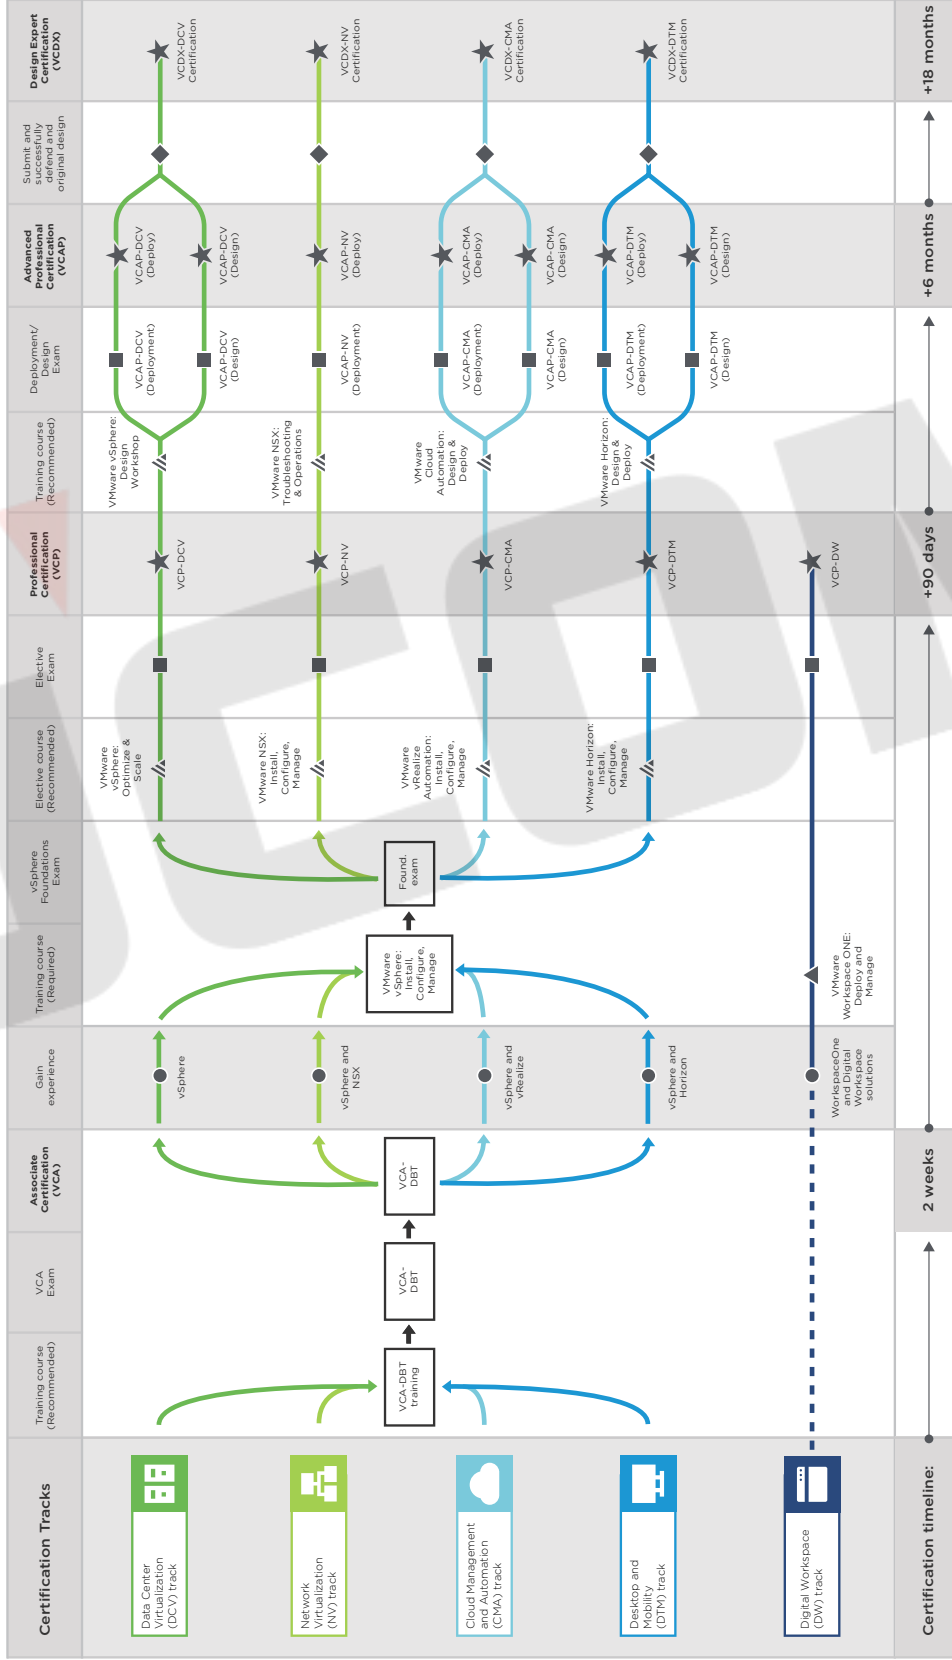 Certification Tracks
Training course
(Recommended)
VCA
Exam
Associate
Certification
(VCA)
Gain
experience
Training course
(Required)
vSphere
Foundations
Exam
Elective course
(Recommended)
Elective
Exam
Professional
Certification
(VCP)
Training course
(Recommended)
Deployment/
Design
Exam
Advanced
Professional
Certification
(VCAP)
Submit and
successfully
defend and
original design
Design Expert
Certification
(VCDX)
Data Center
Virtualization
(DCV) track
vSphere
VMware
vSphere:
Optimize &
Scale
VCP-DCV
VMware vSphere:
Design
Workshop
VCAP-DCV
(Deployment)
VCAP-DCV
(Design)
VCAP-DCV
(Deploy)
VCAP-DCV
(Design)
VCDX-DCV
Certification
Network
Virtualization
(NV) track
vSphere and
NSX
VMware NSX:
Install,
Configure,
Manage
VCP-NV
VMware NSX:
Troubleshooting
& Operations
VCAP-NV
(Deployment)
VCAP-NV
(Deploy)
VCDX-NV
Certification
VCA-DBT
training
VCA-
DBT
VCA-
DBT
VMware
vSphere:
Install,
Configure,
Manage
Found.
exam
Cloud Management
and Automation
(CMA) track
vSphere and
vRealize
VMware
vRealize
Automation:
Install,
Configure,
Manage
VCP-CMA
VMware
Cloud
Automation:
Design &
Deploy
VCAP-CMA
(Deployment)
VCAP-CMA
(Design)
VCAP-CMA
(Deploy)
VCAP-CMA
(Design)
VCDX-CMA
Certification
Desktop and
Mobility
(DTM) track
vSphere and
Horizon
VMware Horizon:
Install,
Configure,
Manage
VCP-DTM
VMware Horizon:
Design &
Deploy
VCAP-DTM
(Deployment)
VCAP-DTM
(Design)
VCAP-DTM
(Deploy)
VCAP-DTM
(Design)
VCDX-DTM
Certification
Digital Workspace
(DW) track
WorkspaceOne
and Digital
Workspace
solutions
VMware
Workspace ONE:
Deploy and
Manage
VCP-DW
Certification timeline:
2 weeks
+90 days
+6 months
+18 months